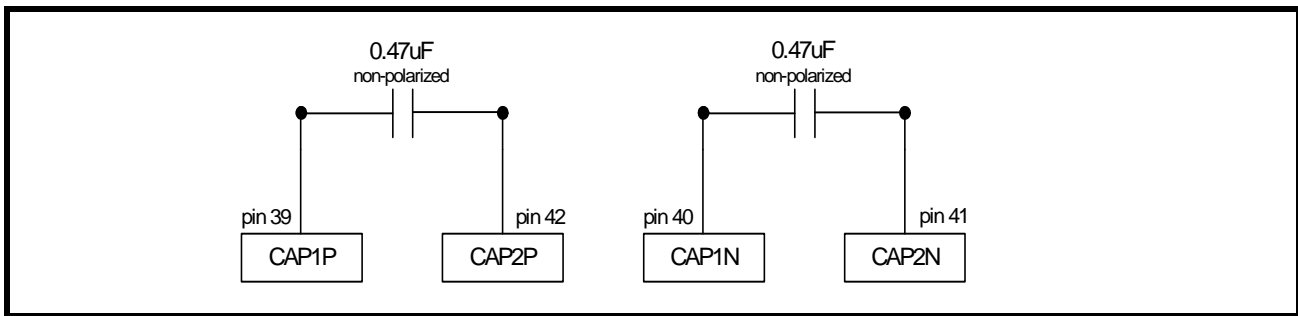 0.47uF
non-polarized
0.47uF
non-polarized
pin 39
pin 42
pin 40
pin 41
CAP1P
CAP2P
CAP1N
CAP2N